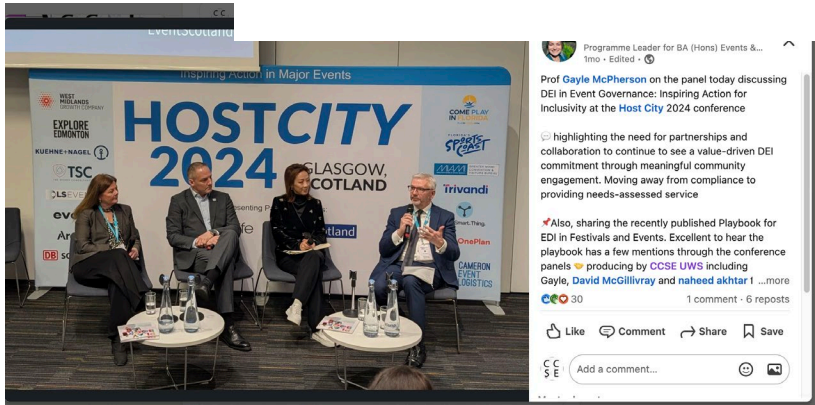 EventScotland
Inspiring Action in Major Events
WEST
MIDLANDS
GROWTH COMPANY
EXPLORE
EDMONTON
KUEHNE+NAGEL
TSC
HOSTCITY
2024
GLASGOW,
SCOTLAND
COME PLAY
IN FLORIDA
SPORTS
COAST
MIAMI
trivandi
Smart. Thing.
OnePlan
CAMERON
EVENT
LOGISTICS
DB
Programme Leader for BA (Hons) Events &...
1mo • Edited •
Prof Gayle McPherson on the panel today discussing
DEI in Event Governance: Inspiring Action for
Inclusivity at the Host City 2024 conference
💬 highlighting the need for partnerships and
collaboration to continue to see a value-driven DEI
commitment through meaningful community
engagement. Moving away from compliance to
providing needs-assessed service
📌Also, sharing the recently published Playbook for
EDI in Festivals and Events. Excellent to hear the
playbook has a few mentions through the conference
panels 🤝 producing by CCSE UWS including
Gayle, David McGillivray and naheed akhtar f ...more
30
1 comment • 6 reposts
Like Comment Share Save
CC
SE
Add a comment...